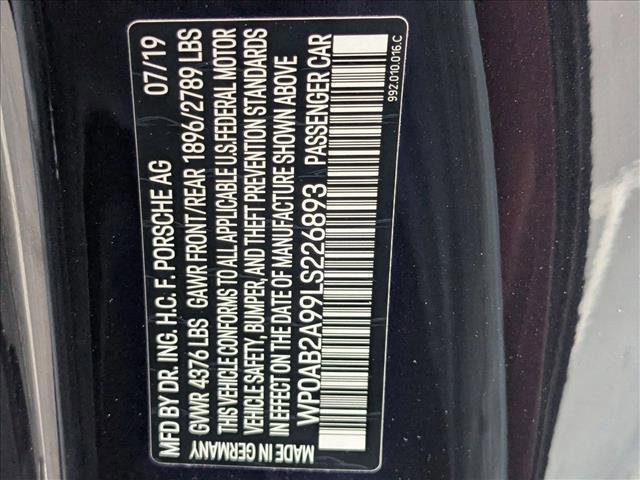 MFD BY DR. ING. H.C. F. PORSCHE AG 07/19
GVWR 4376 LBS GAWR FRONT/REAR 1896/2789 LBS
THIS VEHICLE CONFORMS TO ALL APPLICABLE U.S.FEDERAL MOTOR
VEHICLE SAFETY, BUMPER, AND THEFT PREVENTION STANDARDS
IN EFFECT ON THE DATE OF MANUFACTURE SHOWN ABOVE
WP0AB2A99LS226893 PASSENGER CAR
MADE IN GERMANY 992.010.016.C